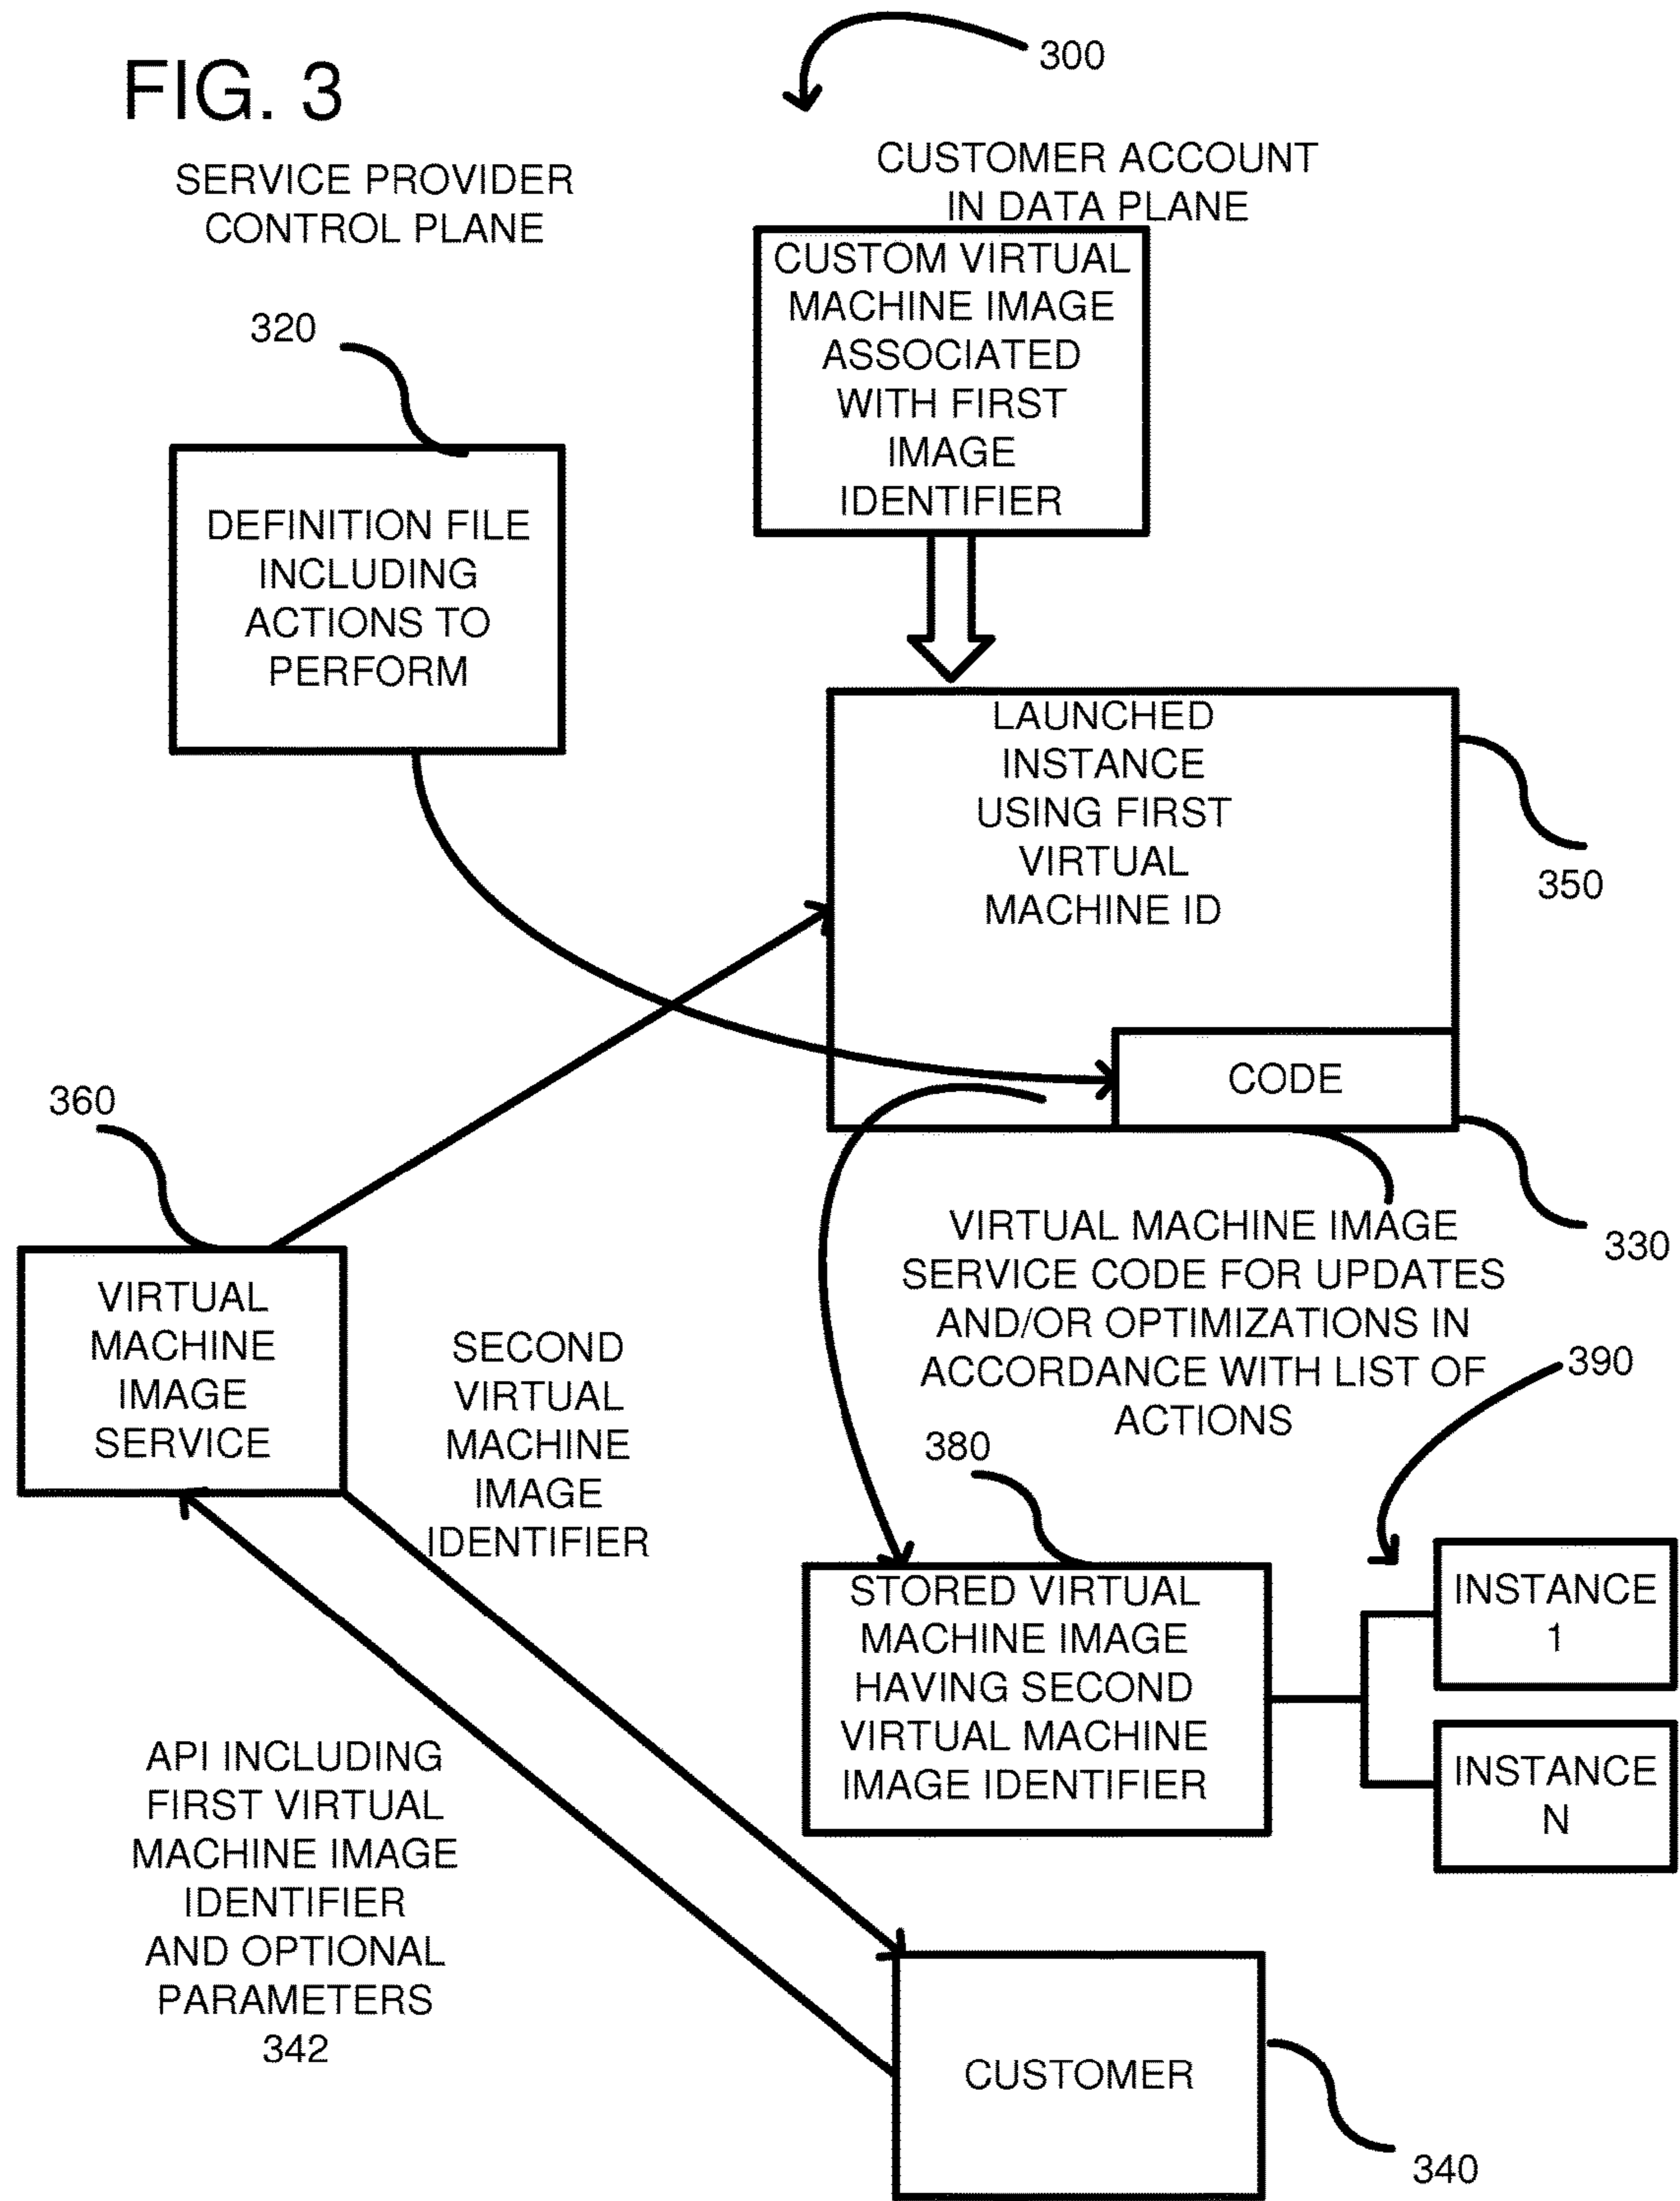 FIG. 3
300
SERVICE PROVIDER
CONTROL PLANE
CUSTOMER ACCOUNT
IN DATA PLANE
CUSTOM VIRTUAL
MACHINE IMAGE
ASSOCIATED
WITH FIRST
IMAGE
IDENTIFIER
320
DEFINITION FILE
INCLUDING
ACTIONS TO
PERFORM
LAUNCHED
INSTANCE
USING FIRST
VIRTUAL
MACHINE ID
350
CODE
330
360
VIRTUAL
MACHINE
IMAGE
SERVICE
VIRTUAL MACHINE IMAGE
SERVICE CODE FOR UPDATES
AND/OR OPTIMIZATIONS IN
ACCORDANCE WITH LIST OF
ACTIONS
SECOND
VIRTUAL
MACHINE
IMAGE
IDENTIFIER
390
380
STORED VIRTUAL
MACHINE IMAGE
HAVING SECOND
VIRTUAL MACHINE
IMAGE IDENTIFIER
INSTANCE
1
INSTANCE
N
API INCLUDING
FIRST VIRTUAL
MACHINE IMAGE
IDENTIFIER
AND OPTIONAL
PARAMETERS
342
CUSTOMER
340